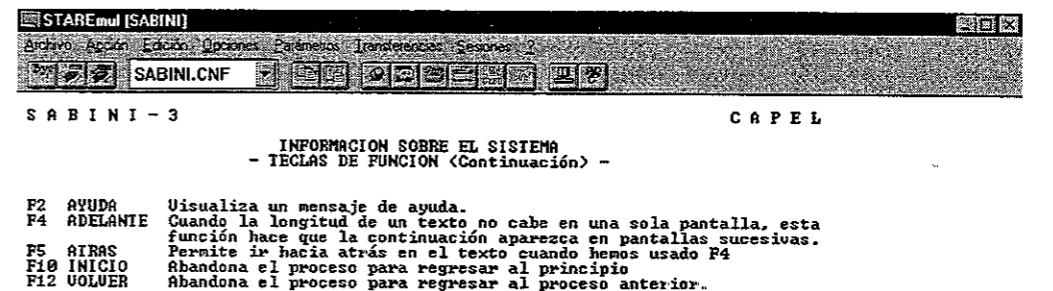 STAREmul [SABINI]
Archivo Acción Edición Opciones Parámetros Transferencias Sesiones ?
SABINI.CNF
S A B I N I - 3 C A P E L
INFORMACION SOBRE EL SISTEMA
- TECLAS DE FUNCION <Continuación> -
F2 AYUDA Visualiza un mensaje de ayuda.
F4 ADELANTE Cuando la longitud de un texto no cabe en una sola pantalla, esta
función hace que la continuación aparezca en pantallas sucesivas.
F5 ATRAS Permite ir hacia atrás en el texto cuando hemos usado F4
F10 INICIO Abandona el proceso para regresar al principio
F12 VOLVER Abandona el proceso para regresar al proceso anterior.